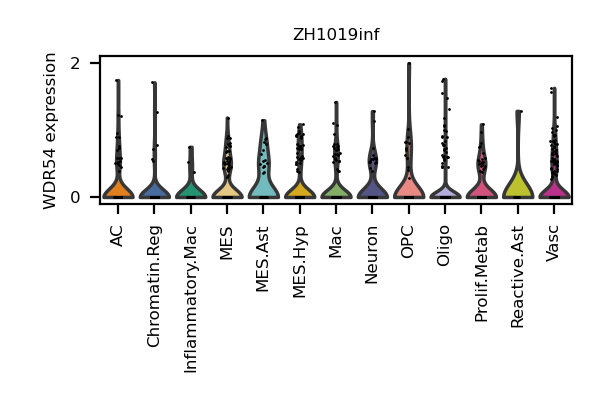 ZH1019inf
WDR54 expression
2
0
AC
Chromatin.Reg
Inflammatory.Mac
MES
MES.Ast
MES.Hyp
Mac
Neuron
OPC
Oligo
Prolif.Metab
Reactive.Ast
Vasc